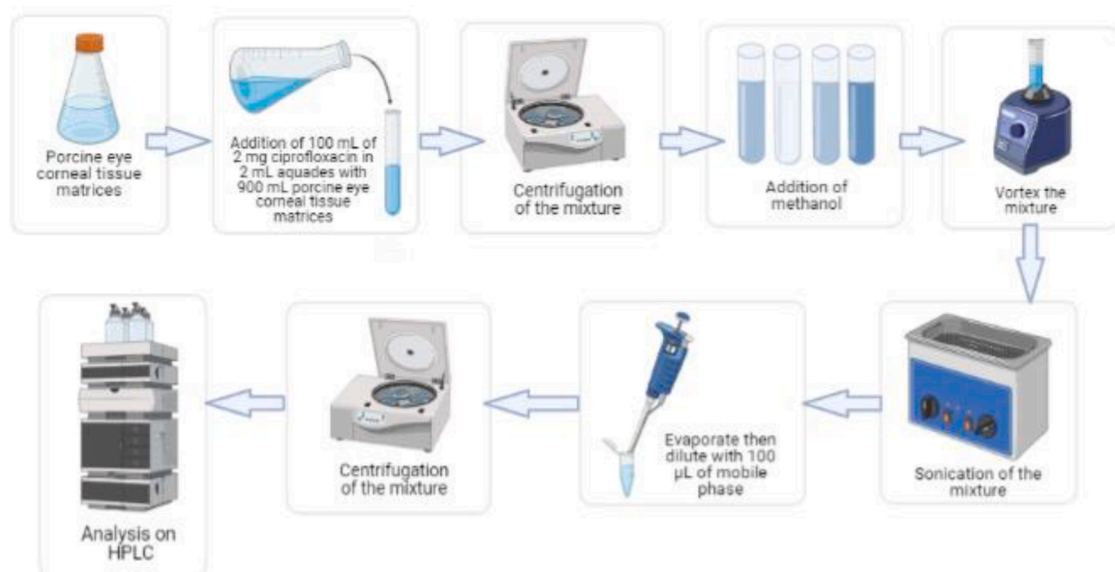 Porcine eye
corneal tissue
matrices
Addition of 100 mL of
2 mg ciprofloxacin in
2 mL aquades with
900 mL porcine eye
corneal tissue
matrices
Centrifugation
of the mixture
Addition of
methanol
Vortex the
mixture
Sonication of the
mixture
Evaporate then
dilute with 100
µL of mobile
phase
Centrifugation
of the mixture
Analysis on
HPLC